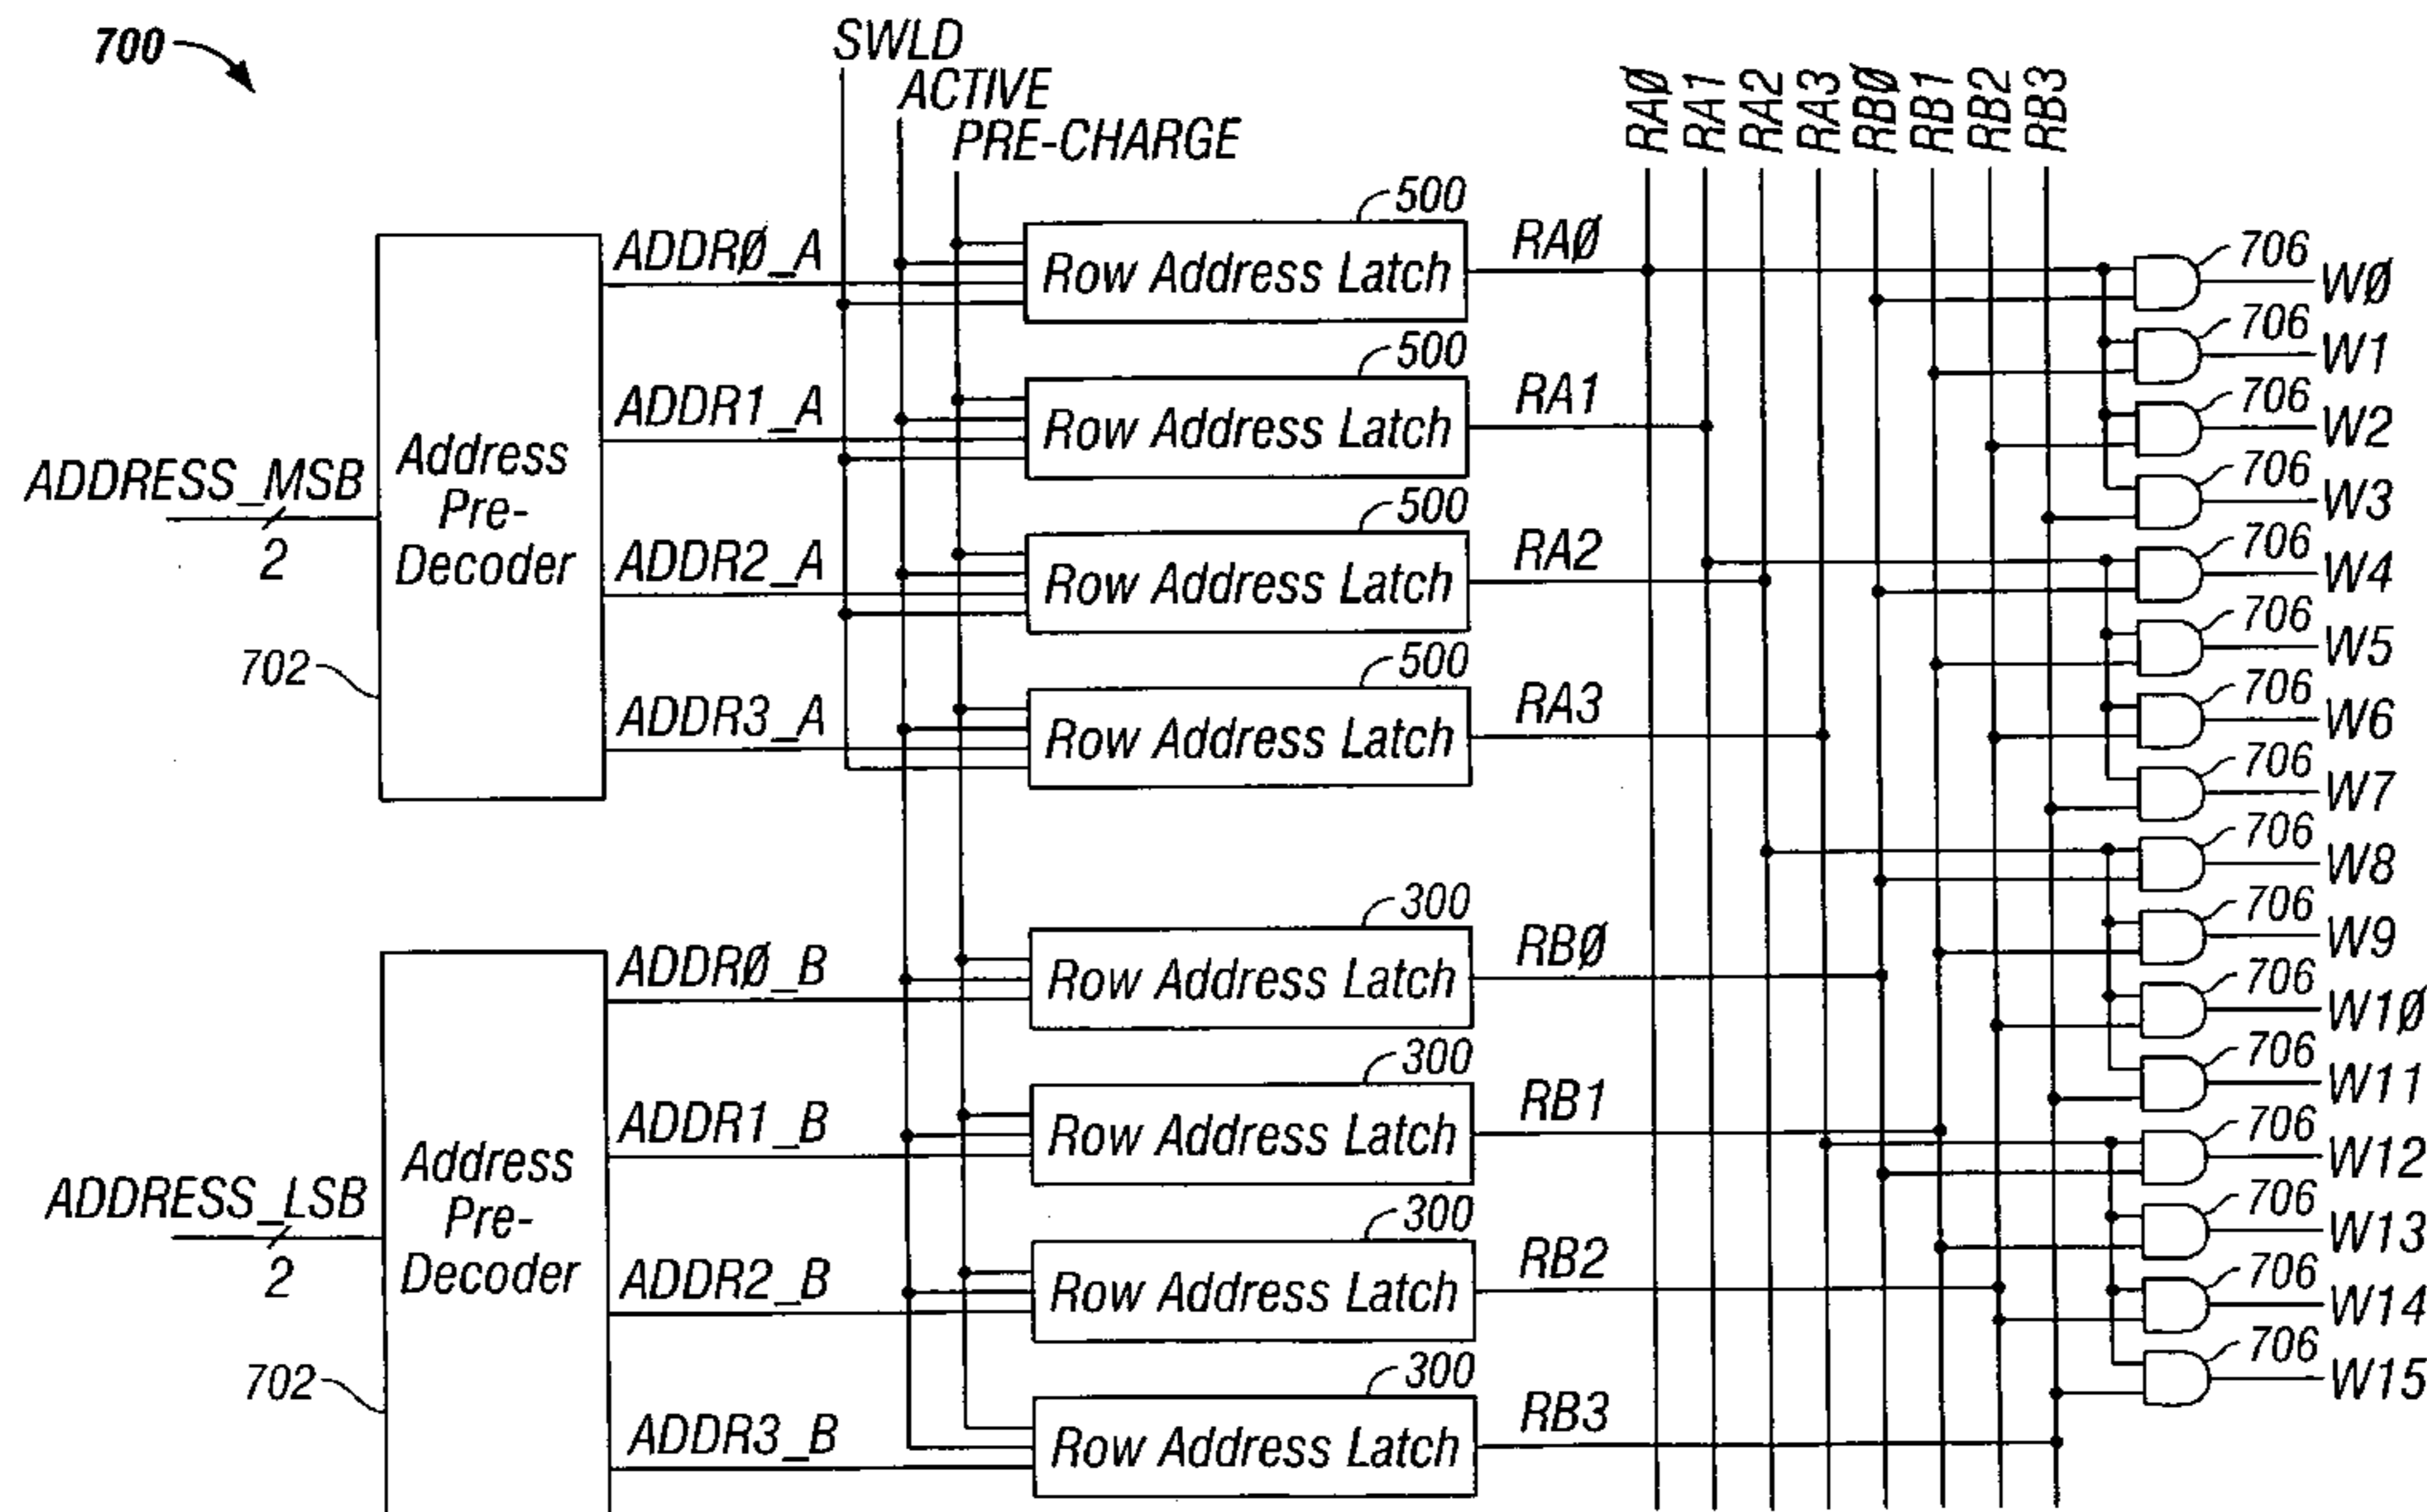 700
SWLD
ACTIVE
PRE-CHARGE
RAØ
RA1
RA2
RA3
RBØ
RB1
RB2
RB3
ADDRESS_MSB
2
Address
Pre-
Decoder
702
ADDRØ_A
500
Row Address Latch
RAØ
ADDR1_A
500
Row Address Latch
RA1
ADDR2_A
500
Row Address Latch
RA2
ADDR3_A
500
Row Address Latch
RA3
ADDRESS_LSB
2
Address
Pre-
Decoder
702
ADDRØ_B
300
Row Address Latch
RBØ
ADDR1_B
300
Row Address Latch
RB1
ADDR2_B
300
Row Address Latch
RB2
ADDR3_B
300
Row Address Latch
RB3
706
WØ
706
W1
706
W2
706
W3
706
W4
706
W5
706
W6
706
W7
706
W8
706
W9
706
W1Ø
706
W11
706
W12
706
W13
706
W14
706
W15